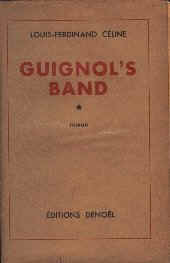 LOUIS-FERDINAND CÉLINE
GUIGNOL'S
BAND
*
roman
ÉDITIONS DENOËL